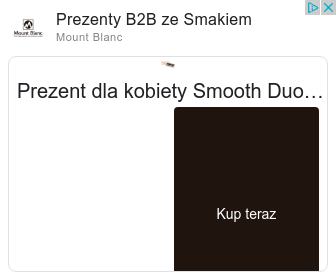 Prezenty B2B ze Smakiem
Mount Blanc
Mount Blanc
Prezent dla kobiety Smooth Duo…
Kup teraz